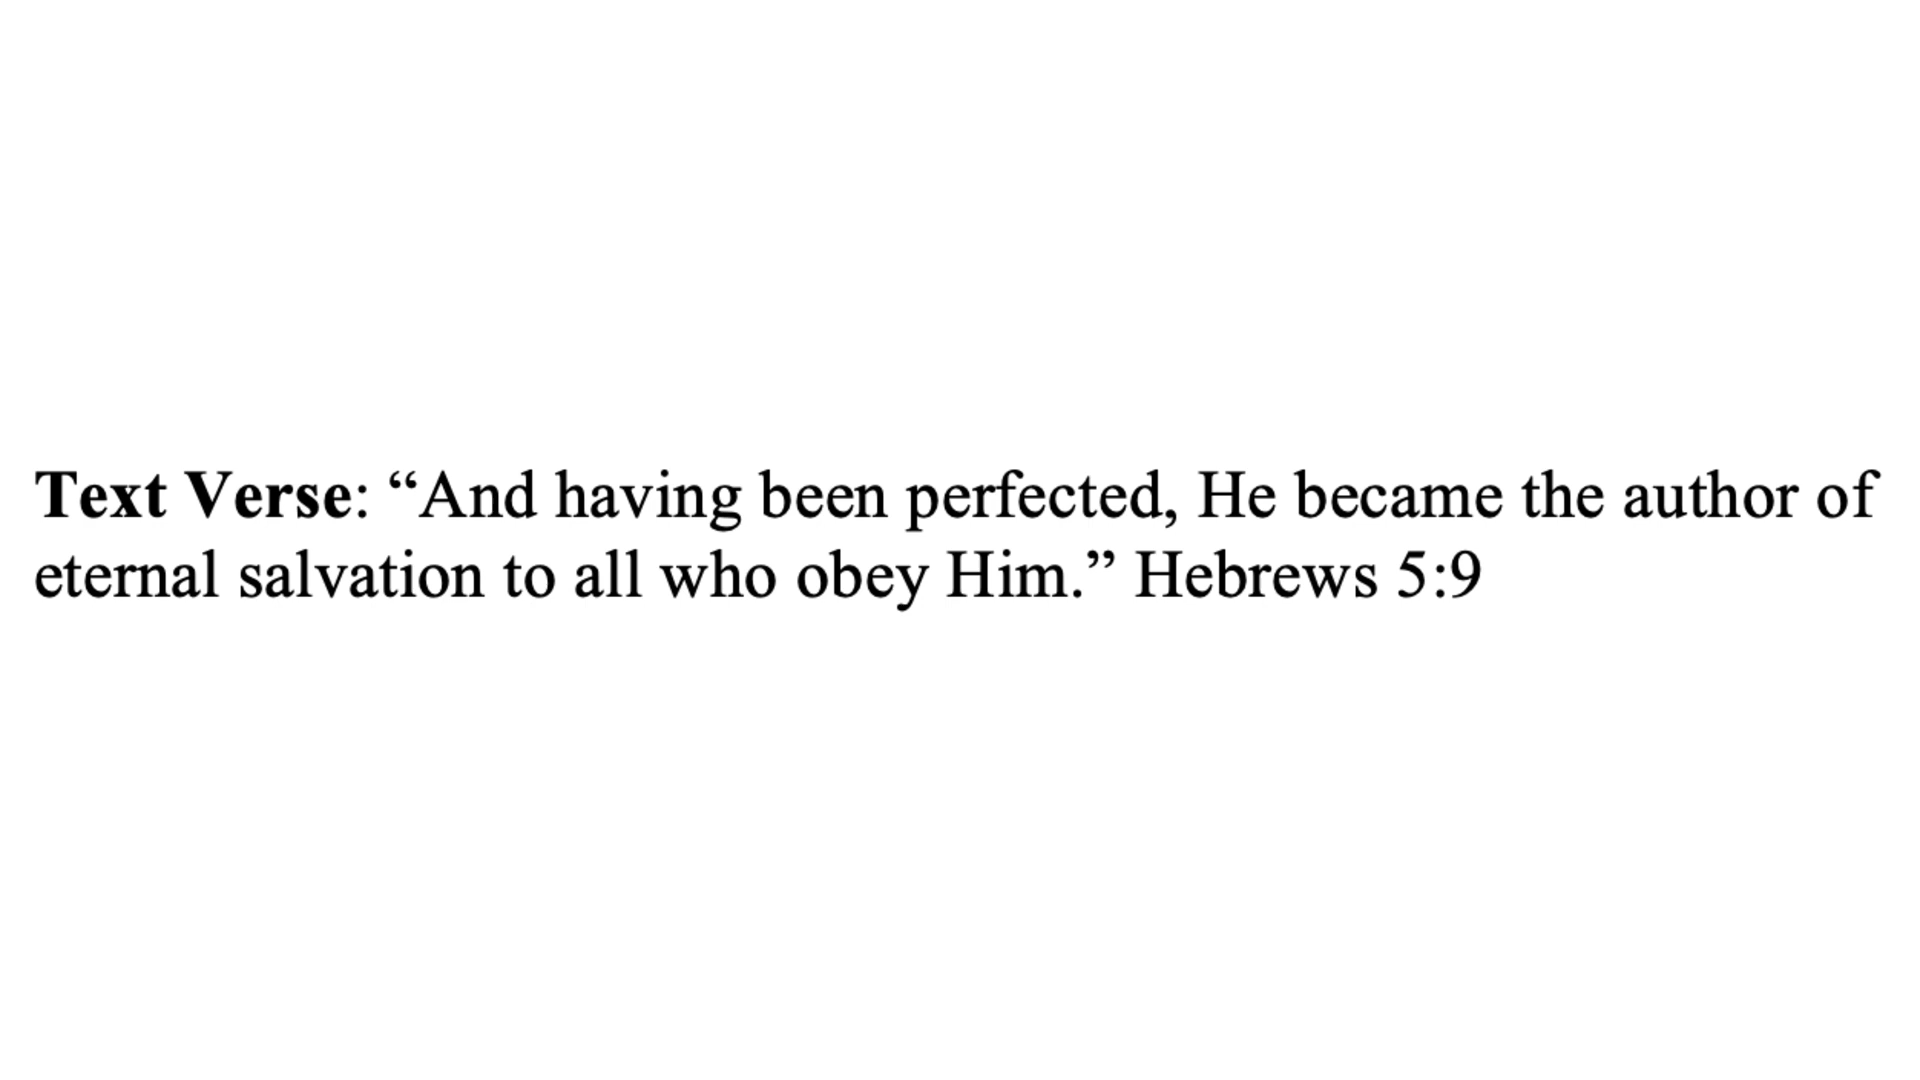 Text Verse: “And having been perfected, He became the author of
eternal salvation to all who obey Him.” Hebrews 5:9